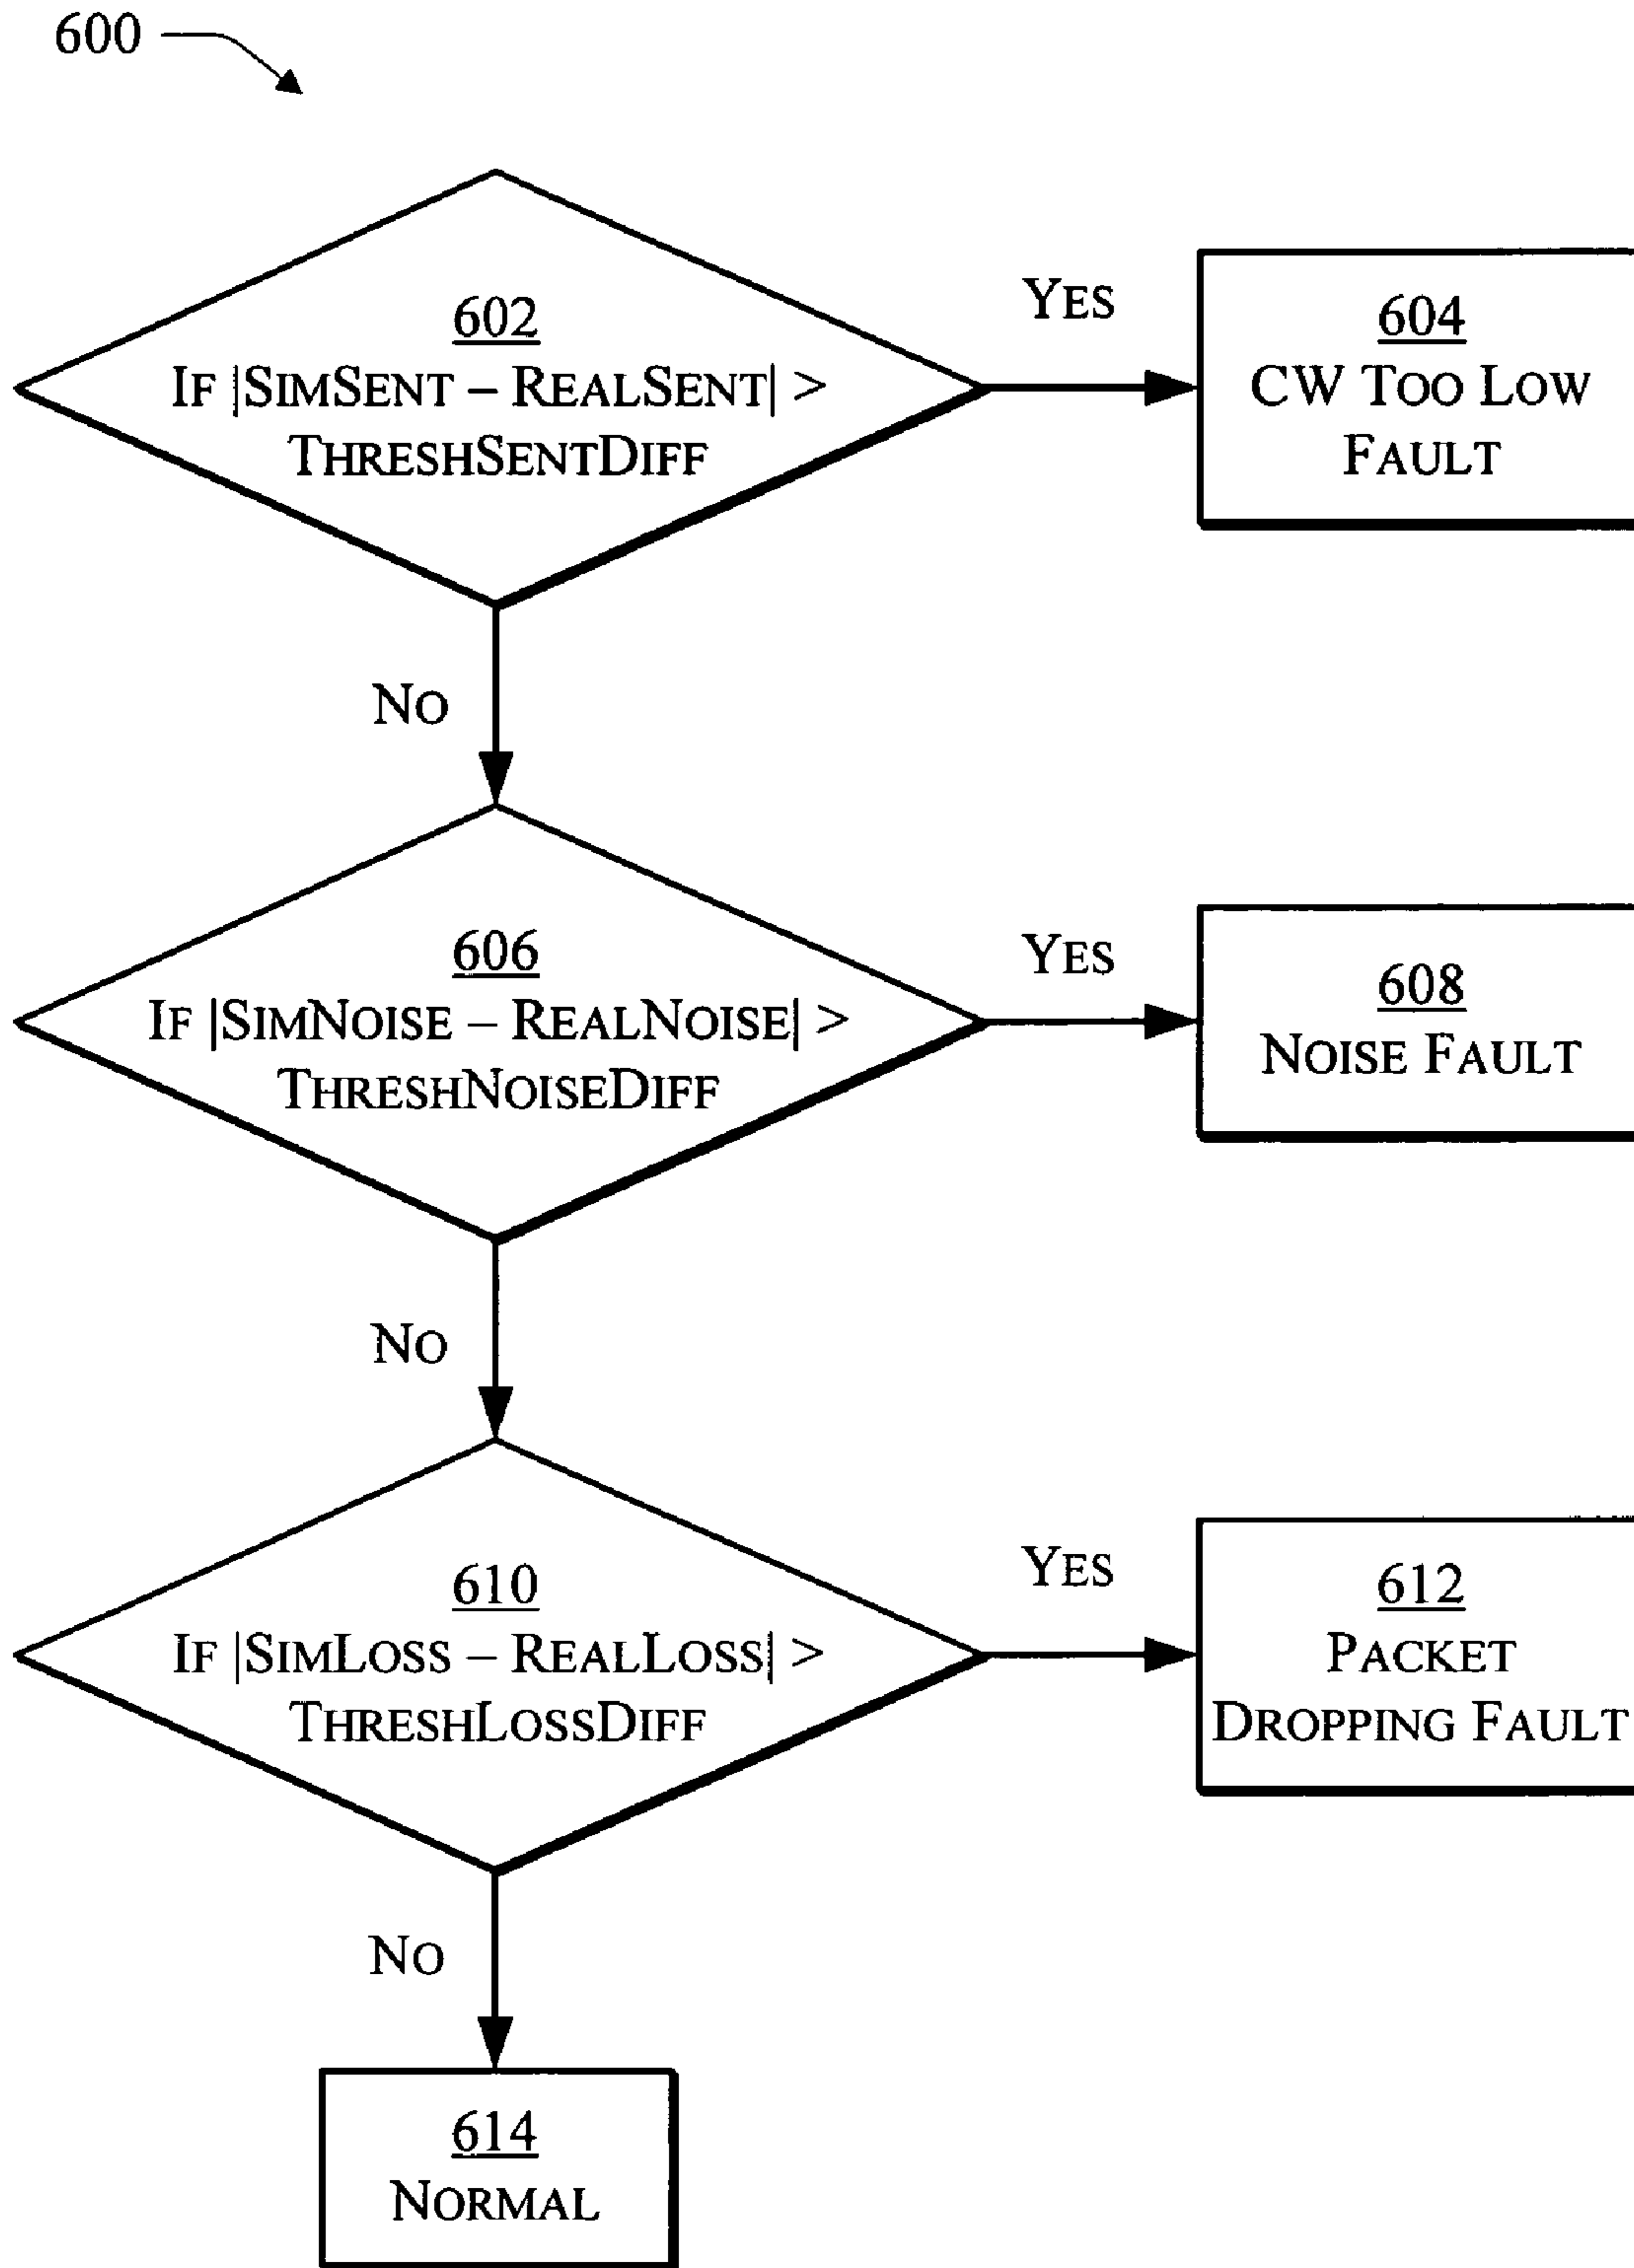 600
602
IF |SIMSENT – REALSENT| >
THRESHSENTDIFF
YES
604
CW TOO LOW
FAULT
NO
606
IF |SIMNOISE – REALNOISE| >
THRESHNOISEDIFF
YES
608
NOISE FAULT
NO
610
IF |SIMLOSS – REALLOSS| >
THRESHLOSSDIFF
YES
612
PACKET
DROPPING FAULT
NO
614
NORMAL